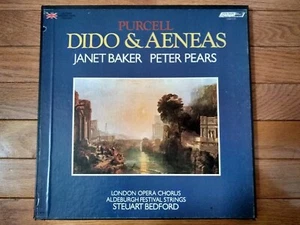 PURCELL
DIDO & AENEAS
JANET BAKER PETER PEARS
LONDON OPERA CHORUS
ALDEBURGH FESTIVAL STRINGS
STEUART BEDFORD